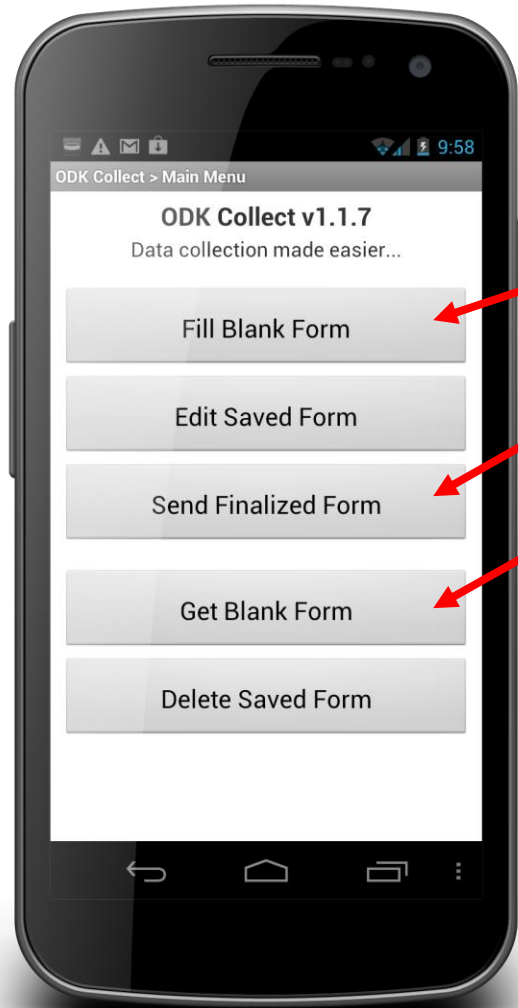 9:58
ODK Collect > Main Menu
ODK Collect v1.1.7
Data collection made easier...
Fill Blank Form
Edit Saved Form
Send Finalized Form
Get Blank Form
Delete Saved Form